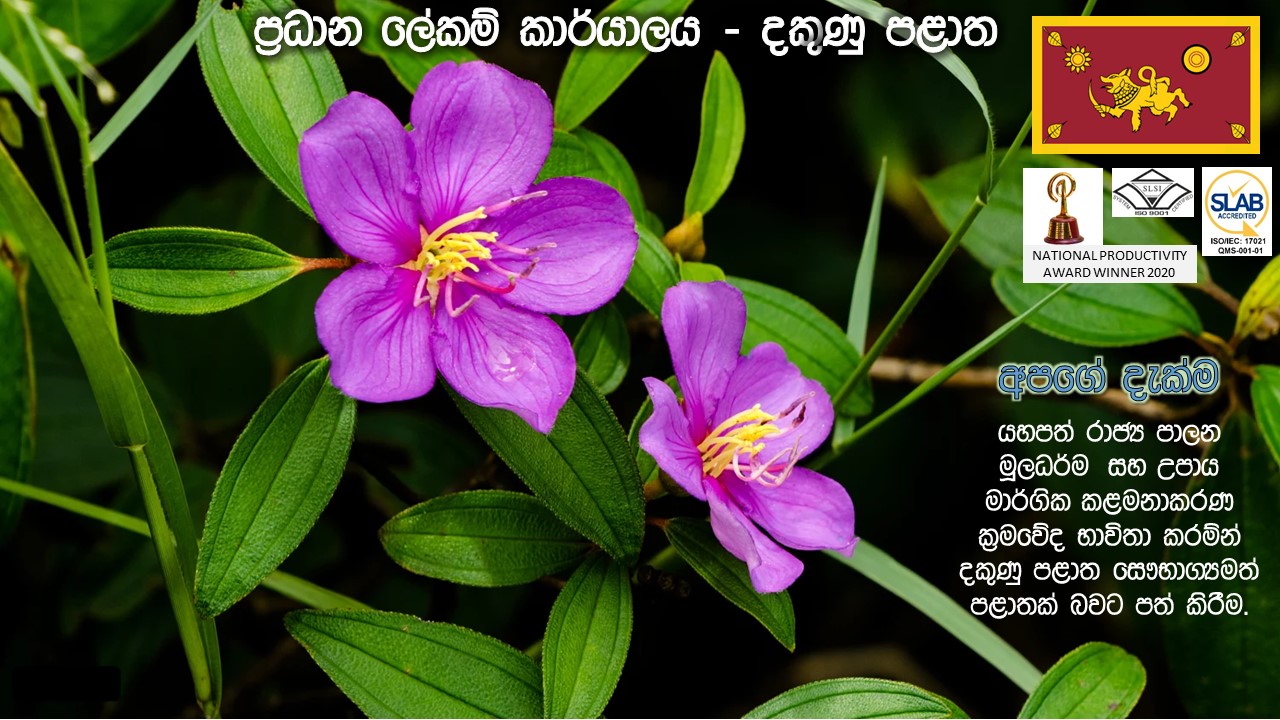 ප්‍රධාන ලේකම් කාර්යාලය - දකුණු පළාත
SLSI
SYSTEM CERTIFIED
ISO 9001
SLAB
ACCREDITED
ISO/IEC: 17021
QMS-001-01
NATIONAL PRODUCTIVITY
AWARD WINNER 2020
අපගේ දැක්ම
යහපත් රාජ්‍ය පාලන
මූලධර්ම සහ උපාය
මාර්ගික කළමනාකරණ
ක්‍රමවේද භාවිතා කරමින්
දකුණු පළාත සෞභාග්‍යමත්
පළාතක් බවට පත් කිරීම.